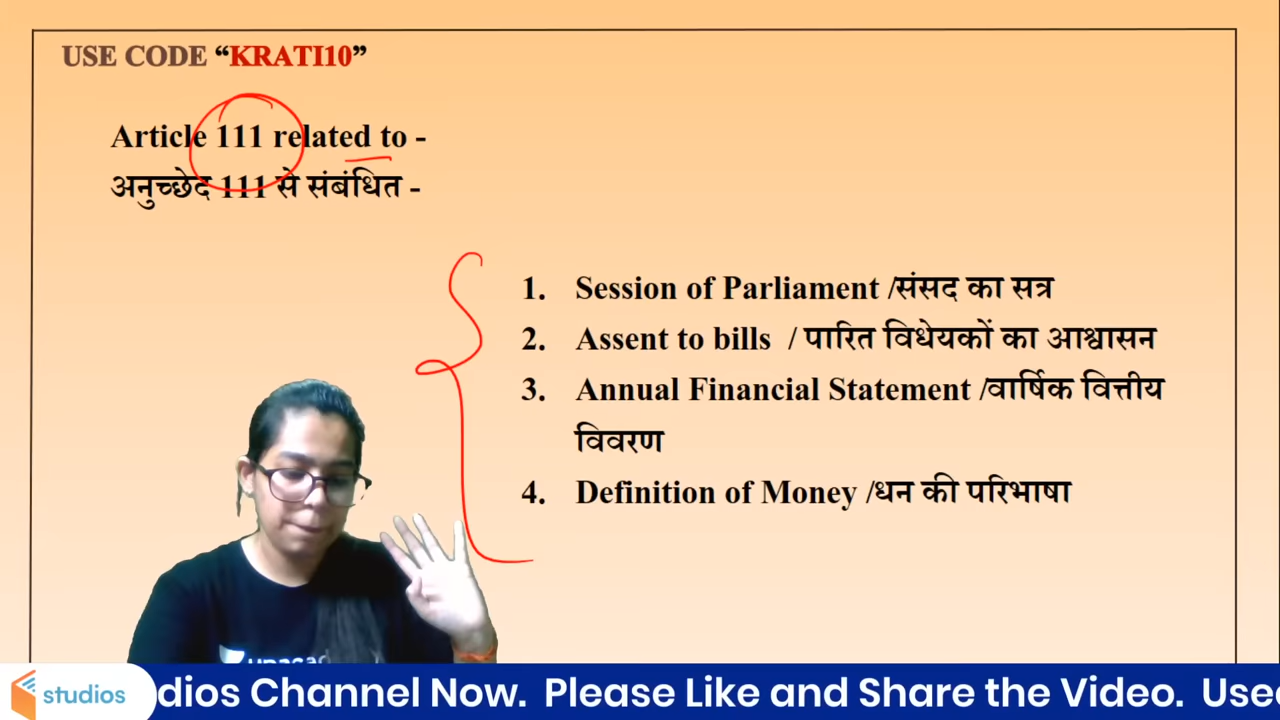 USE CODE “KRATI10”
Article 111 related to -
अनुच्छेद 111 से संबंधित -
1. Session of Parliament /संसद का सत्र
2. Assent to bills / पारित विधेयकों का आश्वासन
3. Annual Financial Statement /वार्षिक वित्तीय
विवरण
4. Definition of Money /धन की परिभाषा
studios
dios Channel Now. Please Like and Share the Video. Use